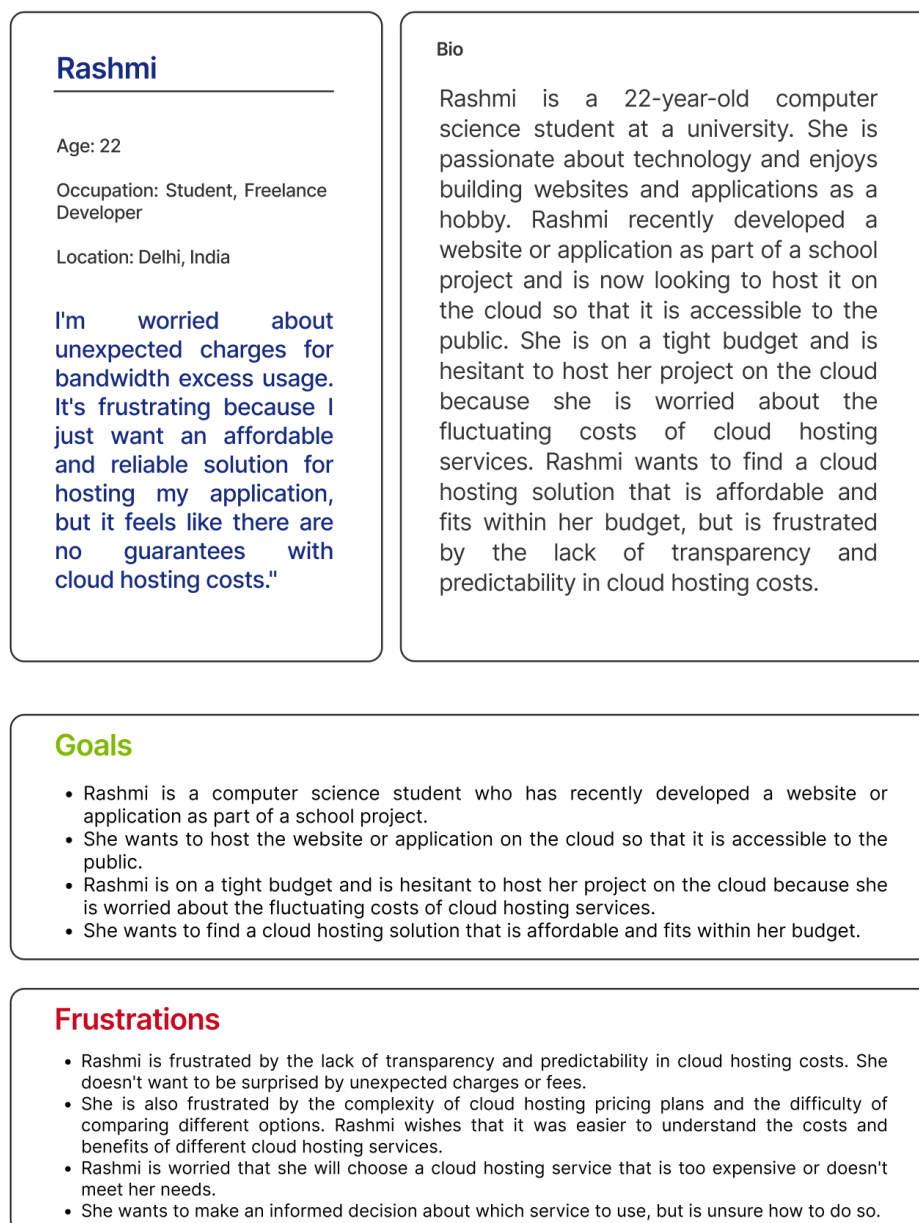 Rashmi
Age: 22
Occupation: Student, Freelance
Developer
Location: Delhi, India
I'm worried about
unexpected charges for
bandwidth excess usage.
It's frustrating because I
just want an affordable
and reliable solution for
hosting my application,
but it feels like there are
no guarantees with
cloud hosting costs."
Bio
Rashmi is a 22-year-old computer
science student at a university. She is
passionate about technology and enjoys
building websites and applications as a
hobby. Rashmi recently developed a
website or application as part of a school
project and is now looking to host it on
the cloud so that it is accessible to the
public. She is on a tight budget and is
hesitant to host her project on the cloud
because she is worried about the
fluctuating costs of cloud hosting
services. Rashmi wants to find a cloud
hosting solution that is affordable and
fits within her budget, but is frustrated
by the lack of transparency and
predictability in cloud hosting costs.
Goals
• Rashmi is a computer science student who has recently developed a website or
application as part of a school project.
• She wants to host the website or application on the cloud so that it is accessible to the
public.
• Rashmi is on a tight budget and is hesitant to host her project on the cloud because she
is worried about the fluctuating costs of cloud hosting services.
• She wants to find a cloud hosting solution that is affordable and fits within her budget.
Frustrations
• Rashmi is frustrated by the lack of transparency and predictability in cloud hosting costs. She
doesn't want to be surprised by unexpected charges or fees.
• She is also frustrated by the complexity of cloud hosting pricing plans and the difficulty of
comparing different options. Rashmi wishes that it was easier to understand the costs and
benefits of different cloud hosting services.
• Rashmi is worried that she will choose a cloud hosting service that is too expensive or doesn't
meet her needs.
• She wants to make an informed decision about which service to use, but is unsure how to do so.